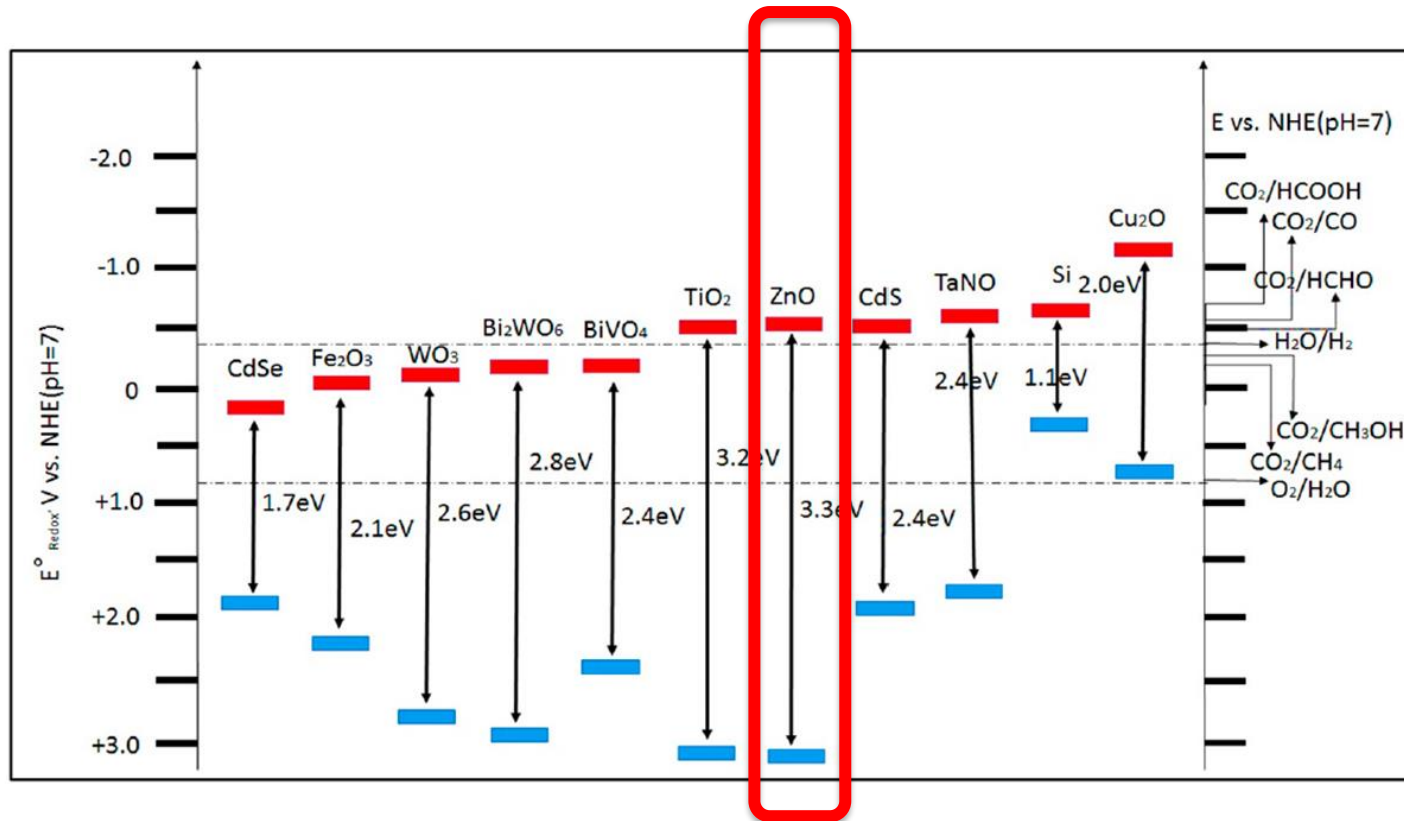 E vs. NHE(pH=7)
-2.0
-1.0
0
+1.0
+2.0
+3.0
E° Redox, V vs. NHE(pH=7)
CdSe
Fe₂O₃
WO₃
Bi₂WO₆
BiVO₄
TiO₂
ZnO
CdS
TaNO
Si
Cu₂O
1.7eV
2.1eV
2.6eV
2.8eV
2.4eV
3.2eV
3.3eV
2.4eV
2.4eV
1.1eV
2.0eV
CO₂/HCOOH
CO₂/CO
CO₂/HCHO
H₂O/H₂
CO₂/CH₃OH
CO₂/CH₄
O₂/H₂O